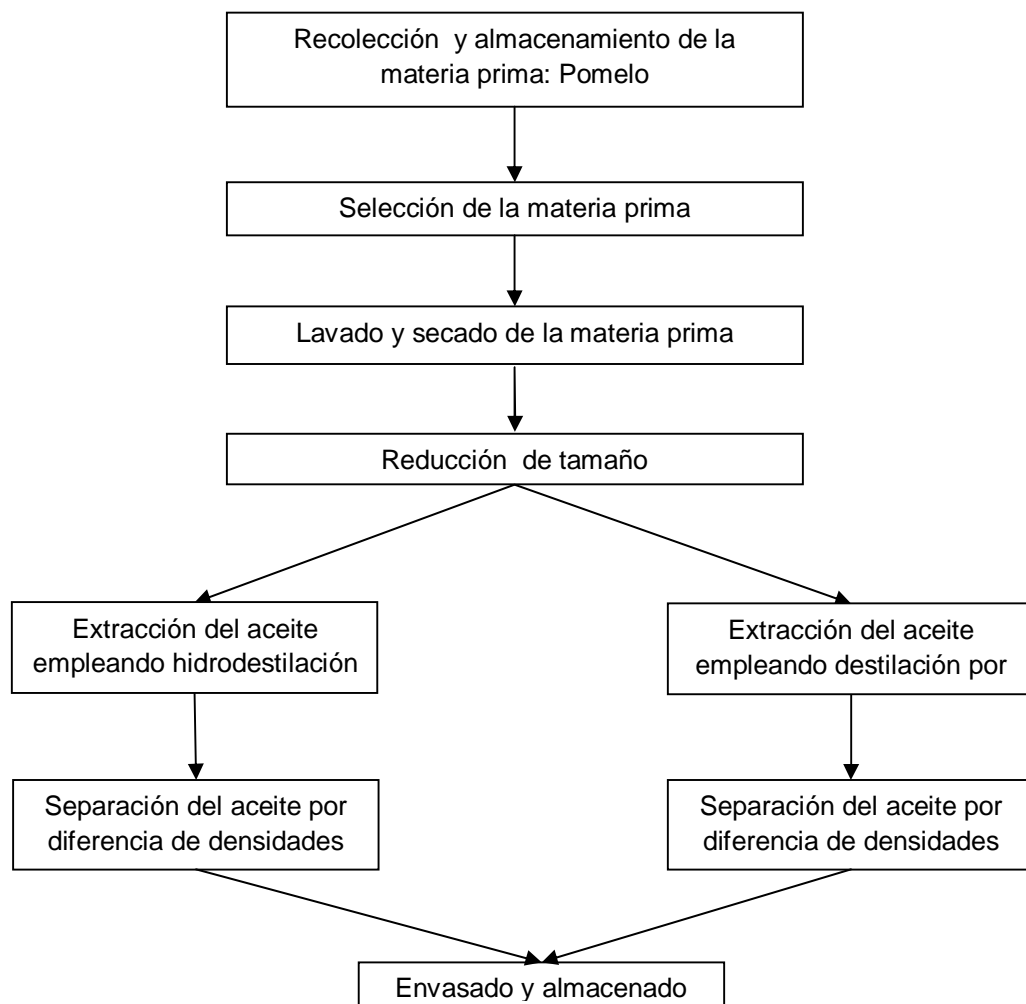 Recolección y almacenamiento de la
materia prima: Pomelo
Selección de la materia prima
Lavado y secado de la materia prima
Reducción de tamaño
Extracción del aceite
empleando hidrodestilación
Extracción del aceite
empleando destilación por
Separación del aceite por
diferencia de densidades
Separación del aceite por
diferencia de densidades
Envasado y almacenado